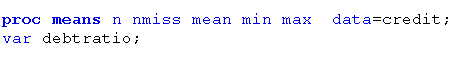 proc means n nmiss mean min max  data=credit;
var debtratio;